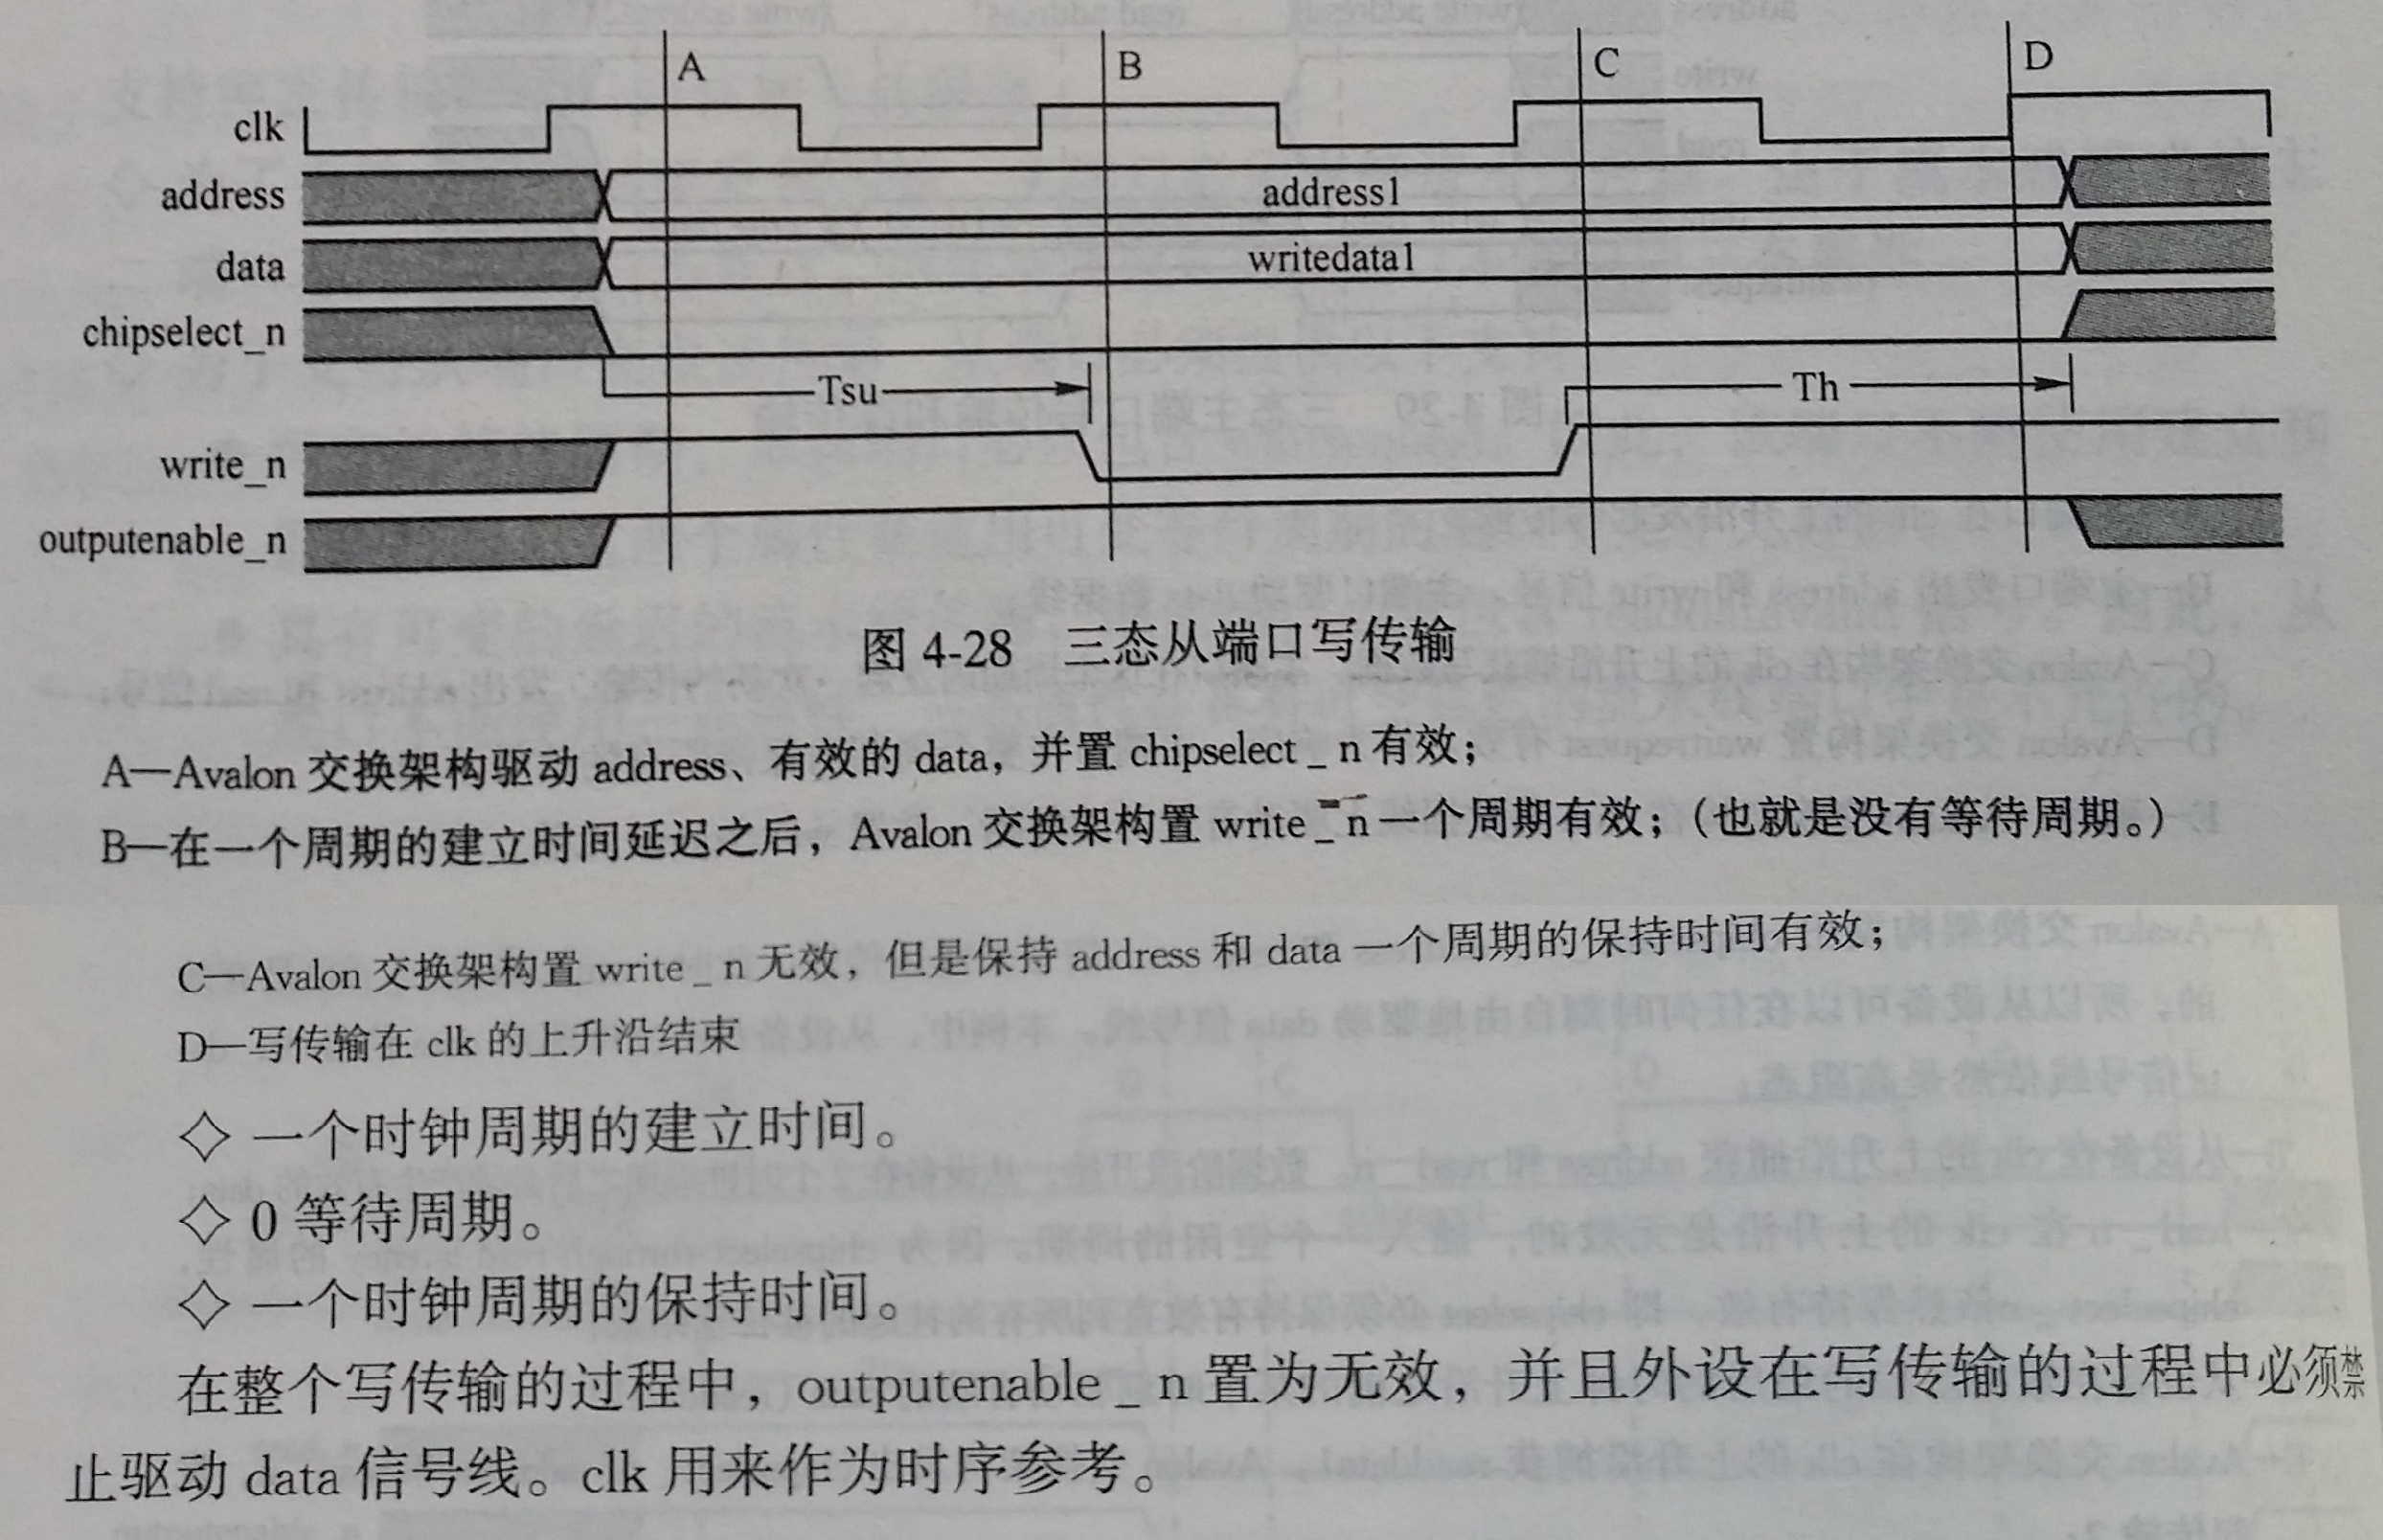 clk
A
B
C
D
address
address1
data
writedata1
chipselect_n
Tsu
Th
write_n
outputenable_n
图 4-28 三态从端口写传输
A—Avalon 交换架构驱动 address、有效的 data，并置 chipselect_n 有效；
B—在一个周期的建立时间延迟之后，Avalon 交换架构置 write_n 一个周期有效；（也就是没有等待周期。）
C—Avalon 交换架构置 write_n 无效，但是保持 address 和 data 一个周期的保持时间有效；
D—写传输在 clk 的上升沿结束
◇ 一个时钟周期的建立时间。
◇ 0 等待周期。
◇ 一个时钟周期的保持时间。
在整个写传输的过程中，outputenable_n 置为无效，并且外设在写传输的过程中必须禁
止驱动 data 信号线。clk 用来作为时序参考。